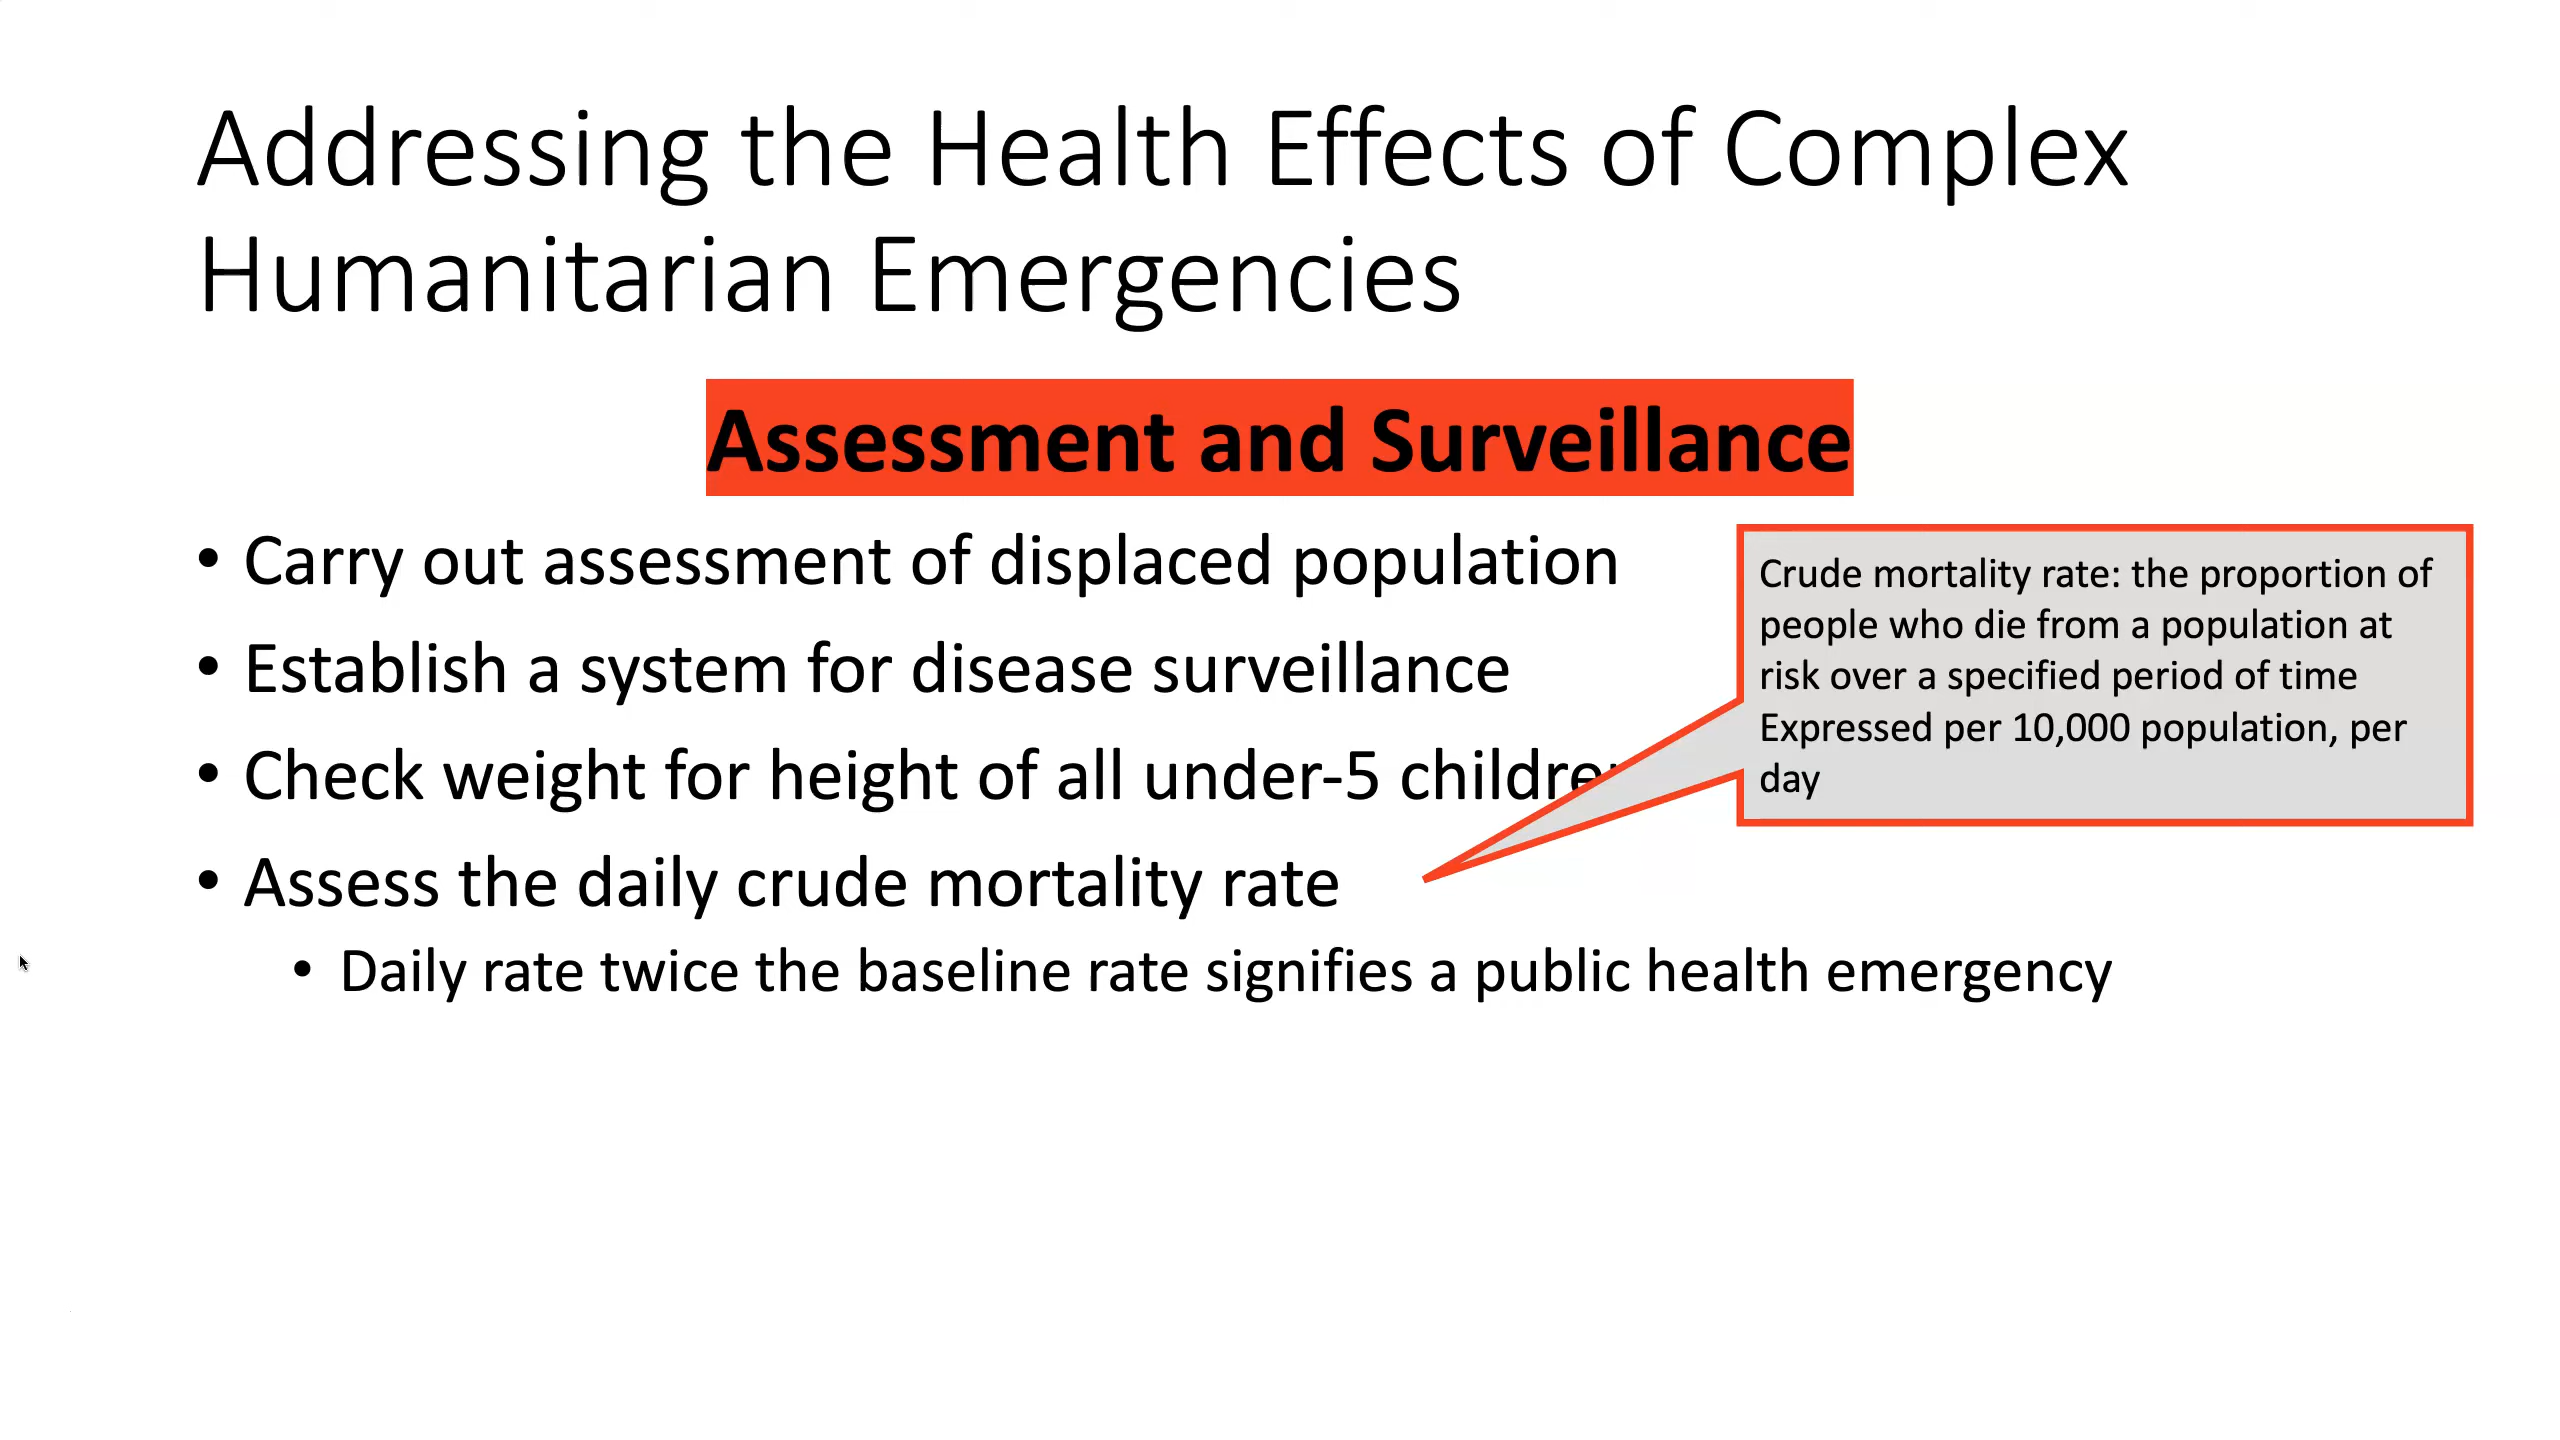 Addressing the Health Effects of Complex
Humanitarian Emergencies
Assessment and Surveillance
• Carry out assessment of displaced population
• Establish a system for disease surveillance
• Check weight for height of all under-5 children
• Assess the daily crude mortality rate
• Daily rate twice the baseline rate signifies a public health emergency
Crude mortality rate: the proportion of
people who die from a population at
risk over a specified period of time
Expressed per 10,000 population, per
day